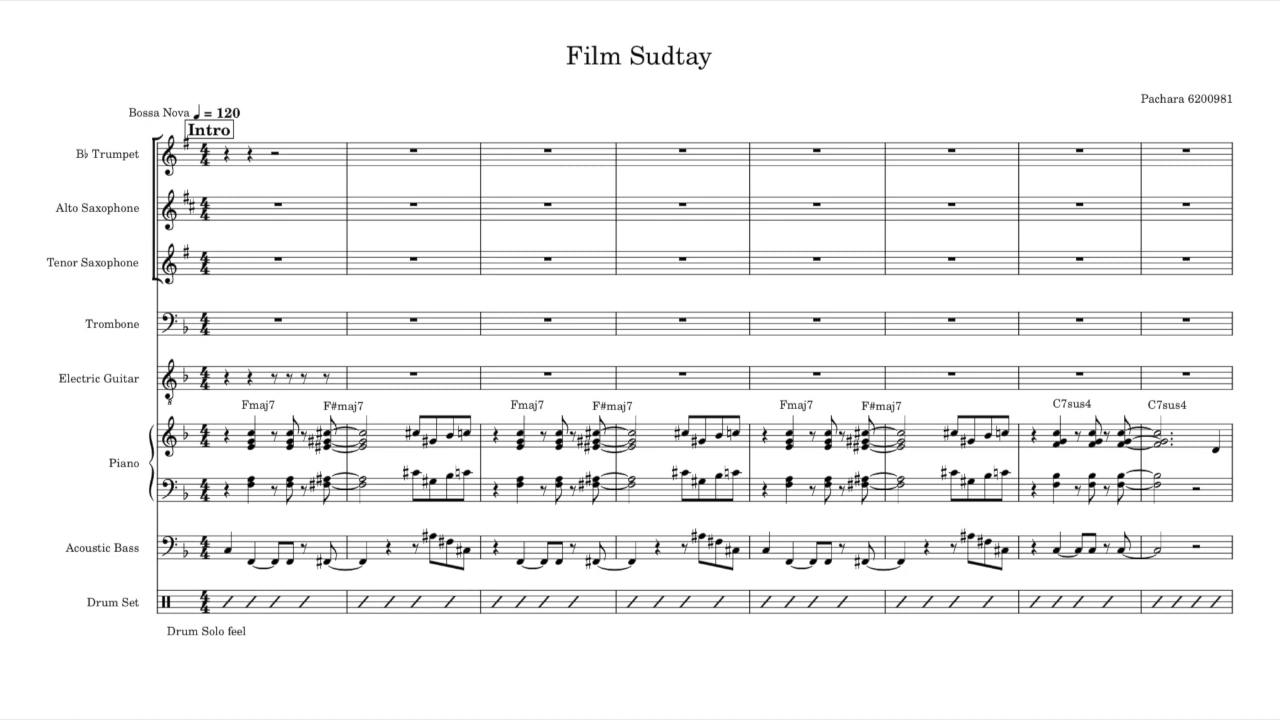 Film Sudtay
Pachara 6200981
Bossa Nova ♩ = 120
Intro
B♭ Trumpet
Alto Saxophone
Tenor Saxophone
Trombone
Electric Guitar
Fmaj7 F#maj7 Fmaj7 F#maj7 Fmaj7 F#maj7 C7sus4 C7sus4
Piano
Acoustic Bass
Drum Set
Drum Solo feel